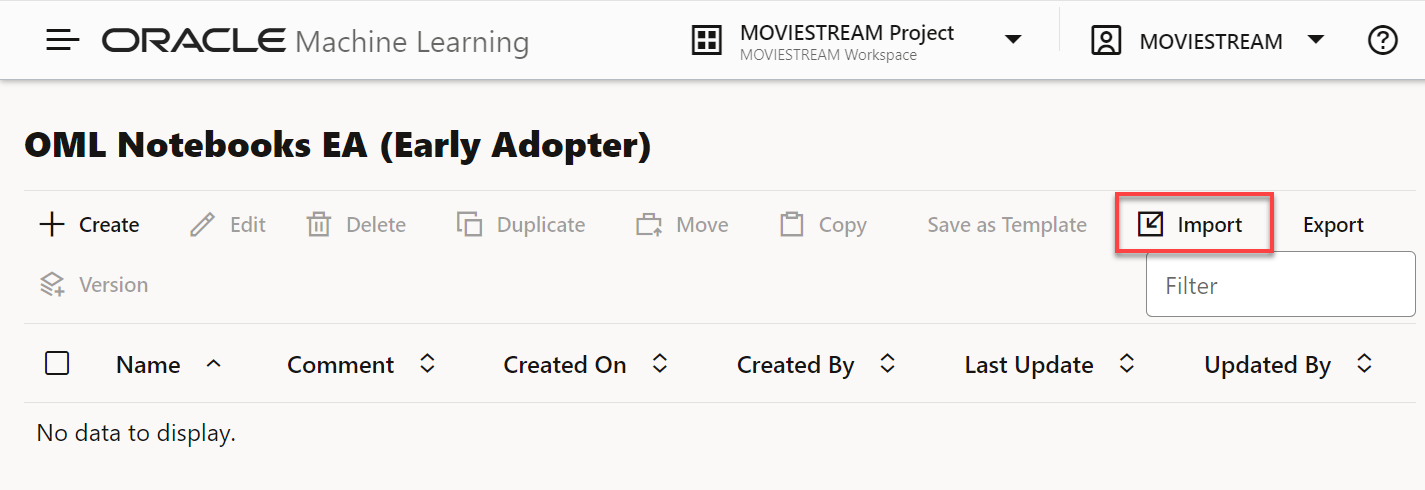 ORACLE Machine Learning MOVIESTREAM Project MOVIESTREAM ?
MOVIESTREAM Workspace
OML Notebooks EA (Early Adopter)
Create Edit Delete Duplicate Move Copy Save as Template Import Export
Version Filter
Name Comment Created On Created By Last Update Updated By
No data to display.